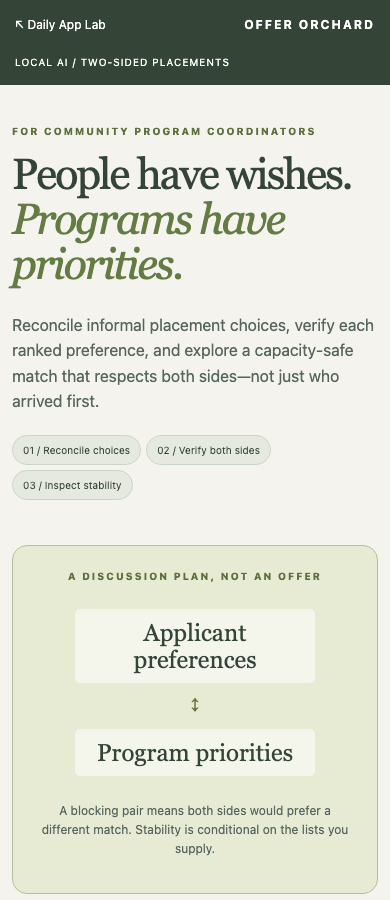 ↖ Daily App Lab
OFFER ORCHARD
LOCAL AI / TWO-SIDED PLACEMENTS
FOR COMMUNITY PROGRAM COORDINATORS
People have wishes.
Programs have
priorities.
Reconcile informal placement choices, verify each
ranked preference, and explore a capacity-safe
match that respects both sides—not just who
arrived first.
01 / Reconcile choices
02 / Verify both sides
03 / Inspect stability
A DISCUSSION PLAN, NOT AN OFFER
Applicant
preferences
↕
Program priorities
A blocking pair means both sides would prefer a
different match. Stability is conditional on the lists you
supply.